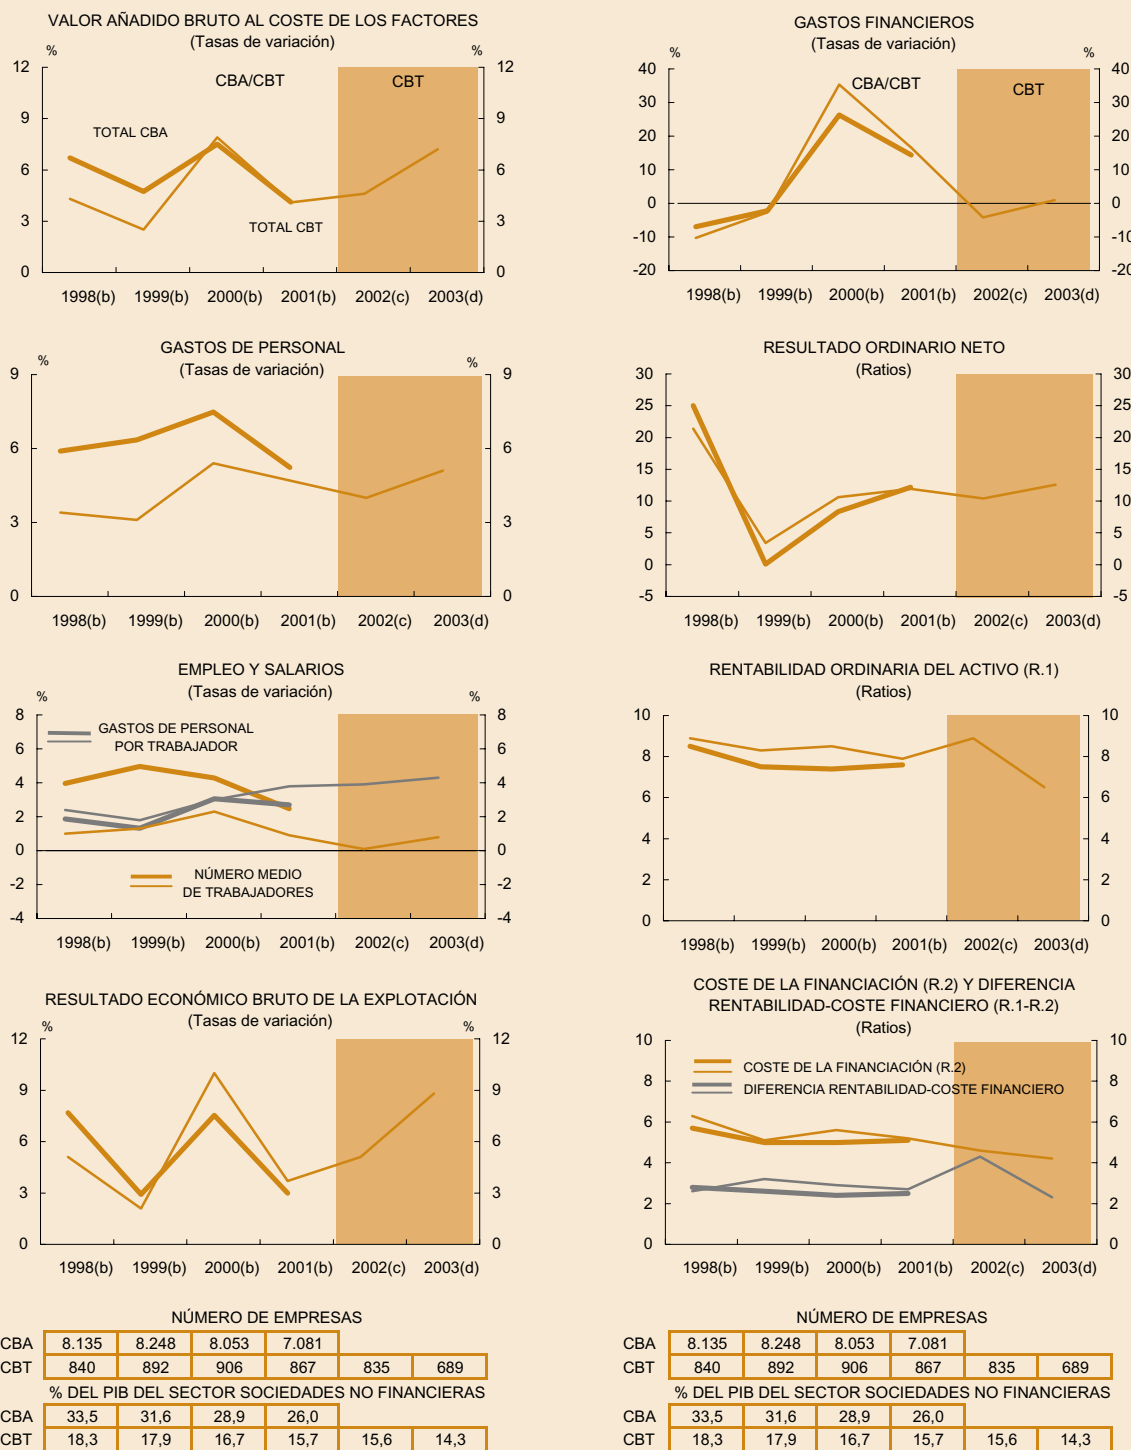 VALOR AÑADIDO BRUTO AL COSTE DE LOS FACTORES
(Tasas de variación)
%
%
12
12
CBA/CBT
CBT
9
9
TOTAL CBA
6
6
3
3
TOTAL CBT
0
0
1998(b) 1999(b) 2000(b) 2001(b) 2002(c) 2003(d)
GASTOS FINANCIEROS
(Tasas de variación)
%
%
40
40
CBA/CBT
CBT
30
30
20
20
10
10
0
0
-10
-10
-20
-20
1998(b) 1999(b) 2000(b) 2001(b) 2002(c) 2003(d)
GASTOS DE PERSONAL
(Tasas de variación)
%
%
9
9
6
6
3
3
0
0
1998(b) 1999(b) 2000(b) 2001(b) 2002(c) 2003(d)
RESULTADO ORDINARIO NETO
(Ratios)
30
30
25
25
20
20
15
15
10
10
5
5
0
0
-5
-5
1998(b) 1999(b) 2000(b) 2001(b) 2002(c) 2003(d)
EMPLEO Y SALARIOS
(Tasas de variación)
%
%
8
8
GASTOS DE PERSONAL
POR TRABAJADOR
6
6
4
4
2
2
0
0
NÚMERO MEDIO
DE TRABAJADORES
-2
-2
-4
-4
1998(b) 1999(b) 2000(b) 2001(b) 2002(c) 2003(d)
RENTABILIDAD ORDINARIA DEL ACTIVO (R.1)
(Ratios)
10
10
8
8
6
6
4
4
2
2
0
0
1998(b) 1999(b) 2000(b) 2001(b) 2002(c) 2003(d)
RESULTADO ECONÓMICO BRUTO DE LA EXPLOTACIÓN
(Tasas de variación)
%
%
12
12
9
9
6
6
3
3
0
0
1998(b) 1999(b) 2000(b) 2001(b) 2002(c) 2003(d)
COSTE DE LA FINANCIACIÓN (R.2) Y DIFERENCIA
RENTABILIDAD-COSTE FINANCIERO (R.1-R.2)
(Ratios)
10
10
COSTE DE LA FINANCIACIÓN (R.2)
DIFERENCIA RENTABILIDAD-COSTE FINANCIERO
8
8
6
6
4
4
2
2
0
0
1998(b) 1999(b) 2000(b) 2001(b) 2002(c) 2003(d)
NÚMERO DE EMPRESAS
CBA 8.135 8.248 8.053 7.081
CBT 840 892 906 867 835 689
% DEL PIB DEL SECTOR SOCIEDADES NO FINANCIERAS
CBA 33,5 31,6 28,9 26,0
CBT 18,3 17,9 16,7 15,7 15,6 14,3
NÚMERO DE EMPRESAS
CBA 8.135 8.248 8.053 7.081
CBT 840 892 906 867 835 689
% DEL PIB DEL SECTOR SOCIEDADES NO FINANCIERAS
CBA 33,5 31,6 28,9 26,0
CBT 18,3 17,9 16,7 15,7 15,6 14,3